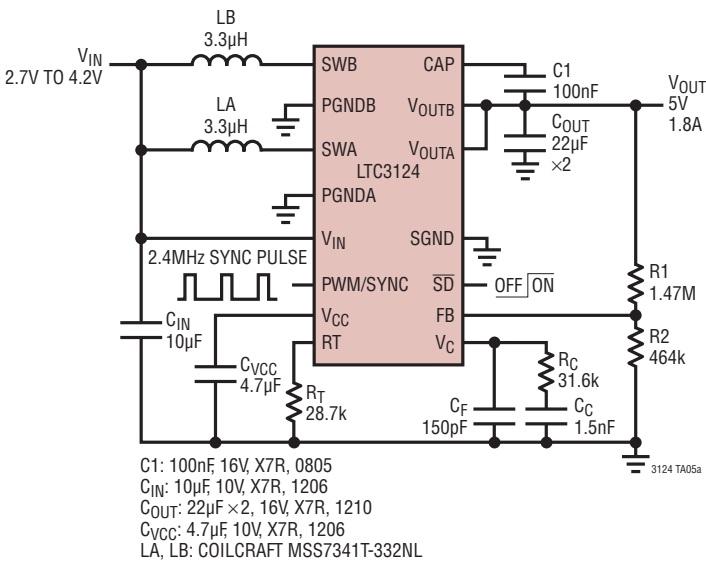 LB
3.3µH
VIN
2.7V TO 4.2V
SWB
CAP
C1
100nF
VOUT
5V
1.8A
PGNDB
VOUTB
COUT
22µF
×2
LA
3.3µH
SWA
VOUTA
LTC3124
PGNDA
VIN
SGND
2.4MHz SYNC PULSE
PWM/SYNC
SD
OFF ON
R1
1.47M
CIN
10µF
VCC
FB
RT
VC
R2
464k
CVCC
4.7µF
RT
28.7k
RC
31.6k
CF
150pF
CC
1.5nF
3124 TA05a
C1: 100nF, 16V, X7R, 0805
CIN: 10µF, 10V, X7R, 1206
COUT: 22µF ×2, 16V, X7R, 1210
CVCC: 4.7µF, 10V, X7R, 1206
LA, LB: COILCRAFT MSS7341T-332NL